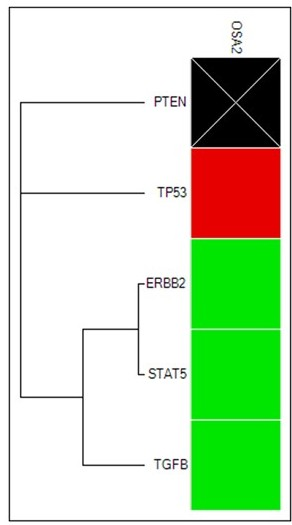 OSA2
PTEN
TP53
ERBB2
STAT5
TGFB